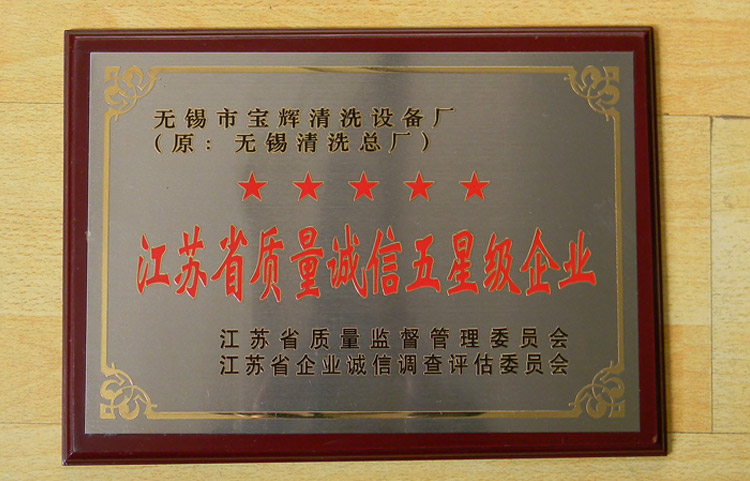 无锡市宝辉清洗设备厂
(原：无锡清洗总厂)
★★★★★
江苏省质量诚信五星级企业
江苏省质量监督管理委员会
江苏省企业诚信调查评估委员会